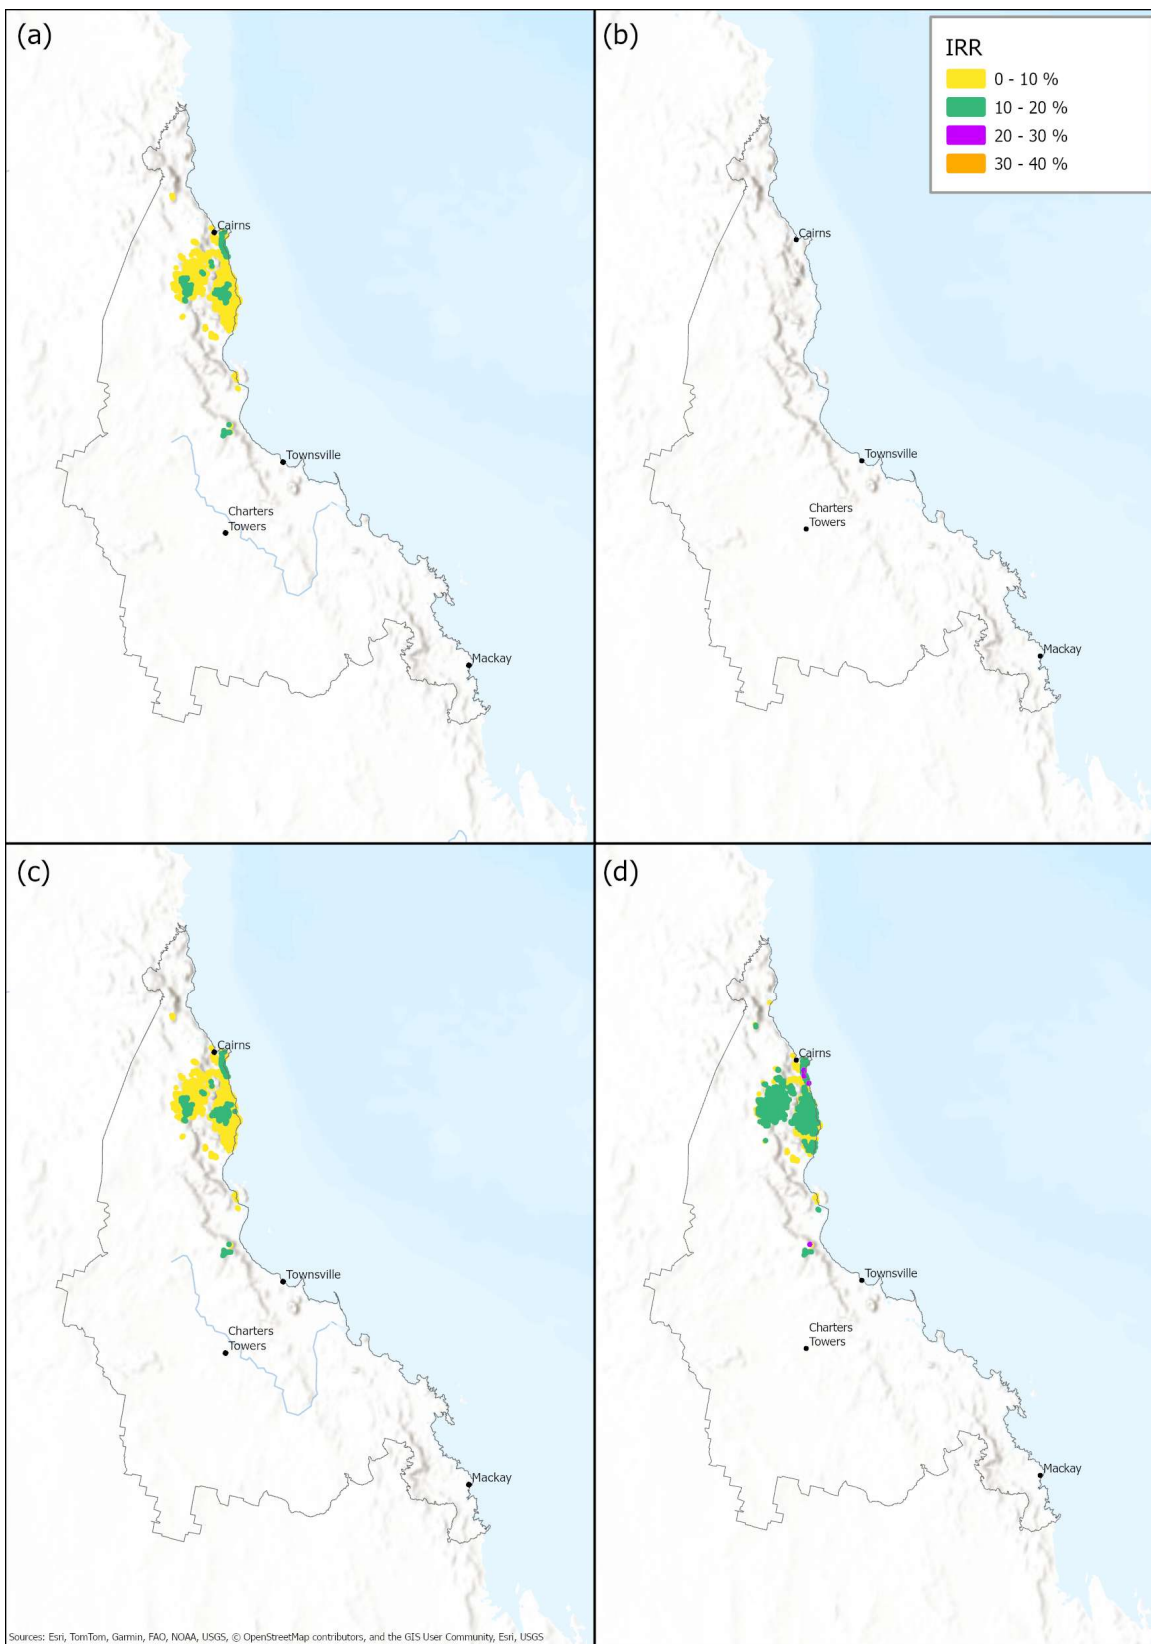 (a)
Cairns
Townsville
Charters
Towers
Mackay
(b)
IRR
0 - 10 %
10 - 20 %
20 - 30 %
30 - 40 %
Cairns
Townsville
Charters
Towers
Mackay
(c)
Cairns
Townsville
Charters
Towers
Mackay
Sources: Esri, TomTom, Garmin, FAO, NOAA, USGS, © OpenStreetMap contributors, and the GIS User Community, Esri, USGS
(d)
Cairns
Townsville
Charters
Towers
Mackay